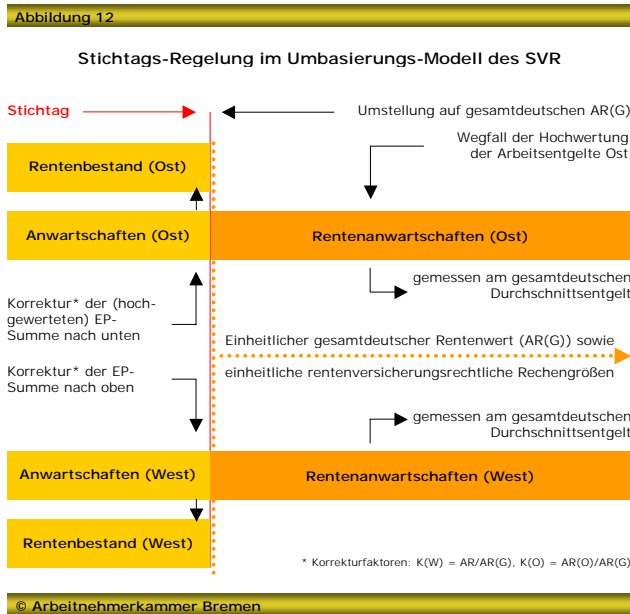 Abbildung 12
Stichtags-Regelung im Umbasierungs-Modell des SVR
Stichtag
Umstellung auf gesamtdeutschen AR(G)
Wegfall der Hochwertung
der Arbeitsentgelte Ost
Rentenbestand (Ost)
Anwartschaften (Ost)
Rentenanwartschaften (Ost)
gemessen am gesamtdeutschen
Durchschnittsentgelt
Korrektur* der (hoch-
gewerteten) EP-
Summe nach unten
Einheitlicher gesamtdeutscher Rentenwert (AR(G)) sowie
einheitliche rentenversicherungsrechtliche Rechengrößen
Korrektur* der EP-
Summe nach oben
gemessen am gesamtdeutschen
Durchschnittsentgelt
Anwartschaften (West)
Rentenanwartschaften (West)
Rentenbestand (West)
* Korrekturfaktoren: K(W) = AR/AR(G), K(O) = AR(O)/AR(G)
© Arbeitnehmerkammer Bremen